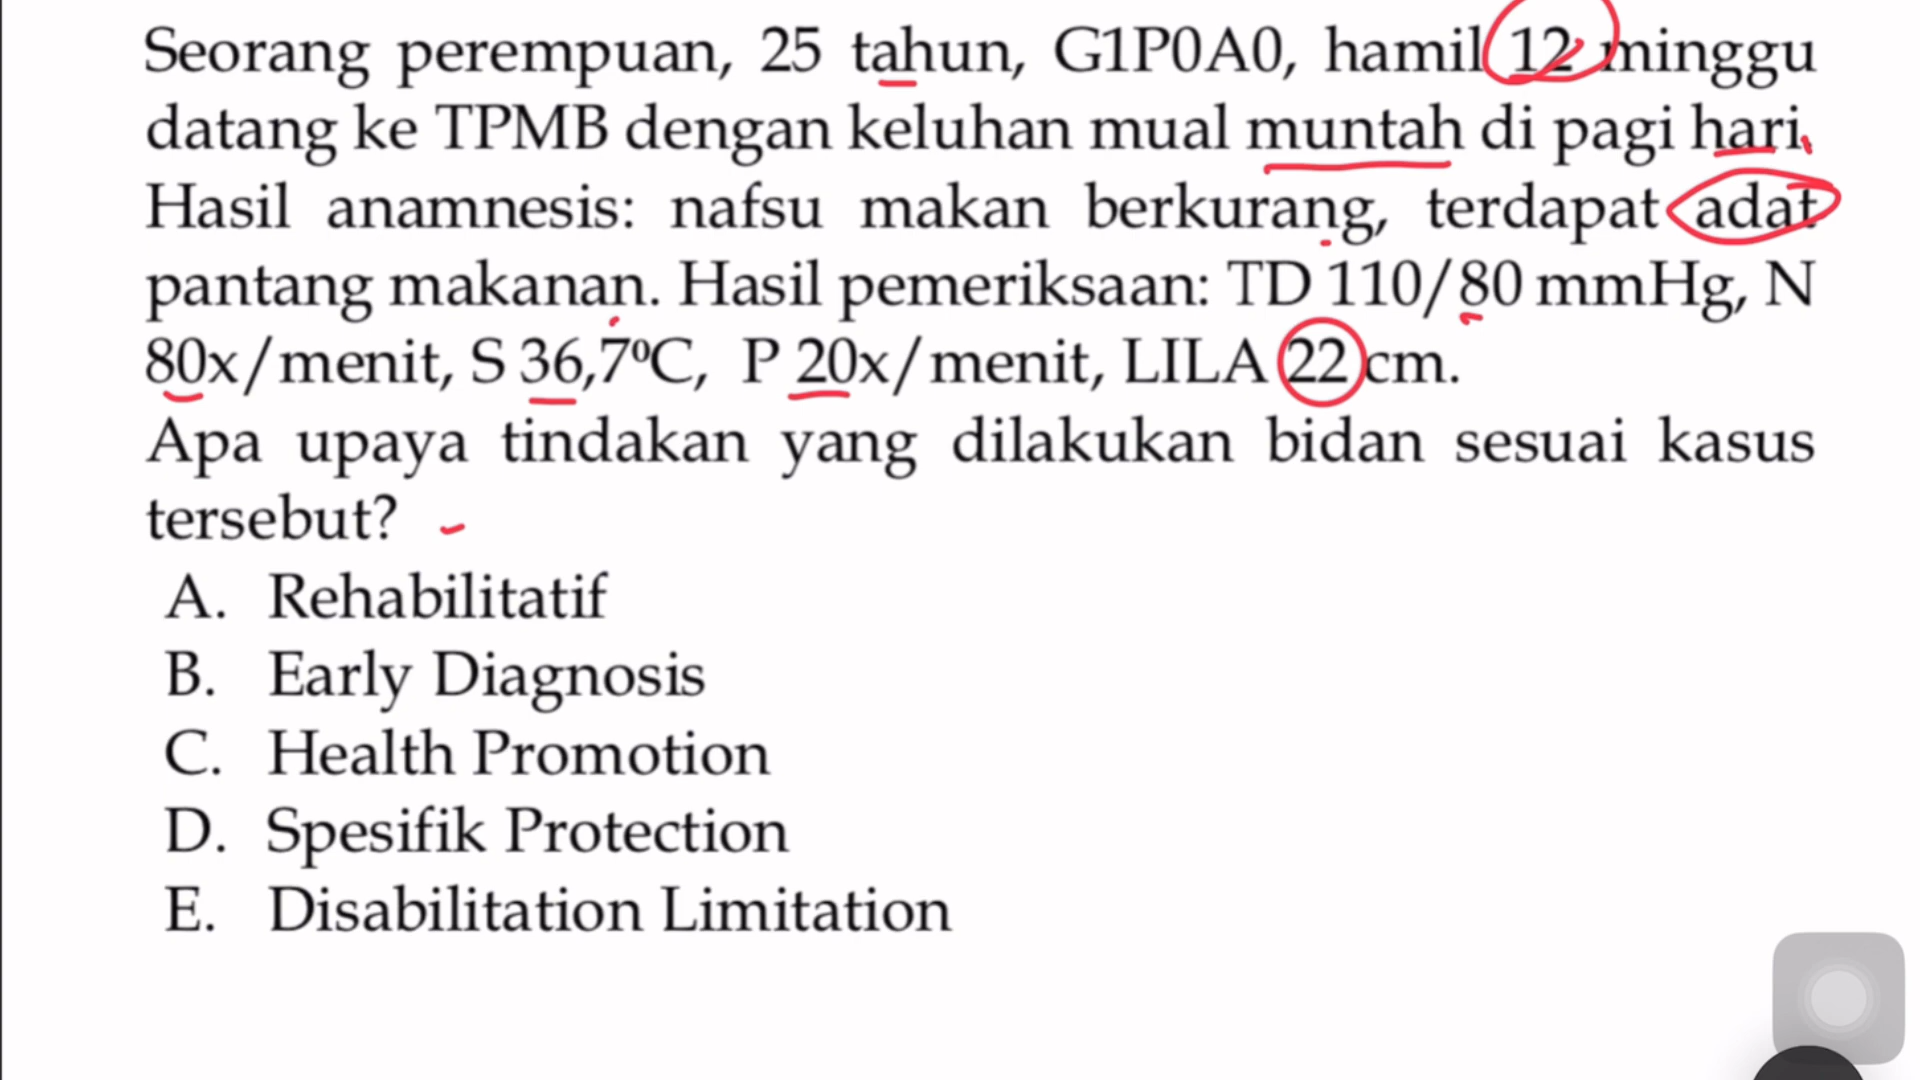 Seorang perempuan, 25 tahun, G1P0A0, hamil 12 minggu
datang ke TPMB dengan keluhan mual muntah di pagi hari.
Hasil anamnesis: nafsu makan berkurang, terdapat adat
pantang makanan. Hasil pemeriksaan: TD 110/80 mmHg, N
80x/menit, S 36,7⁰C, P 20x/menit, LILA 22 cm.
Apa upaya tindakan yang dilakukan bidan sesuai kasus
tersebut?
A. Rehabilitatif
B. Early Diagnosis
C. Health Promotion
D. Spesifik Protection
E. Disabilitation Limitation